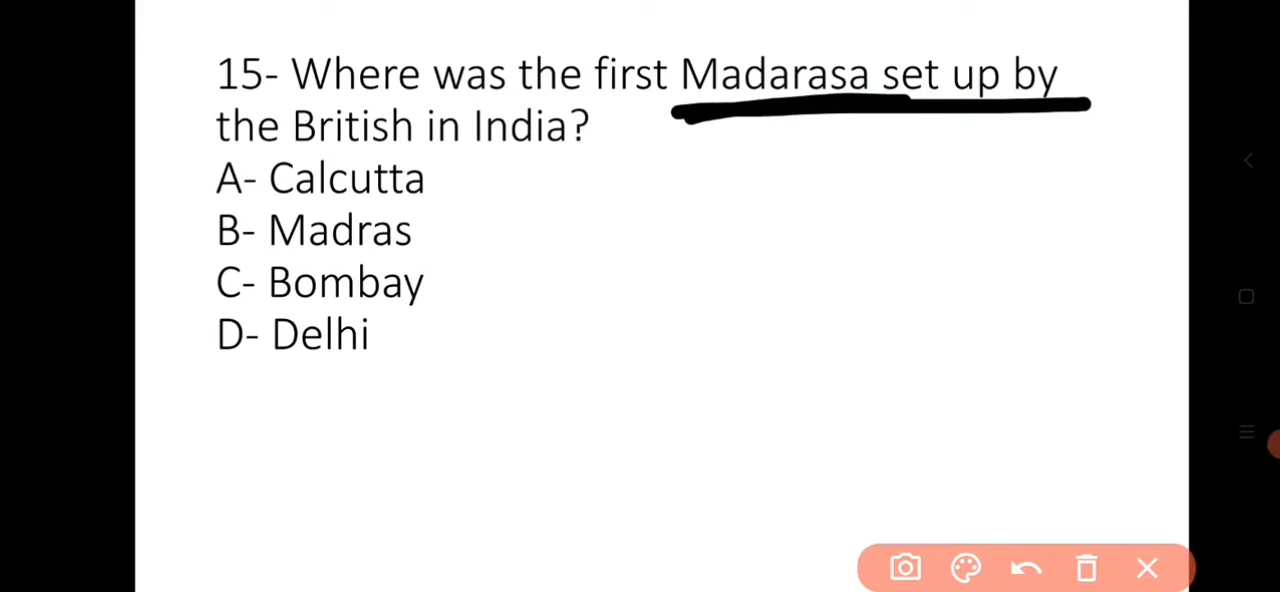 15- Where was the first Madarasa set up by
the British in India?
A- Calcutta
B- Madras
C- Bombay
D- Delhi